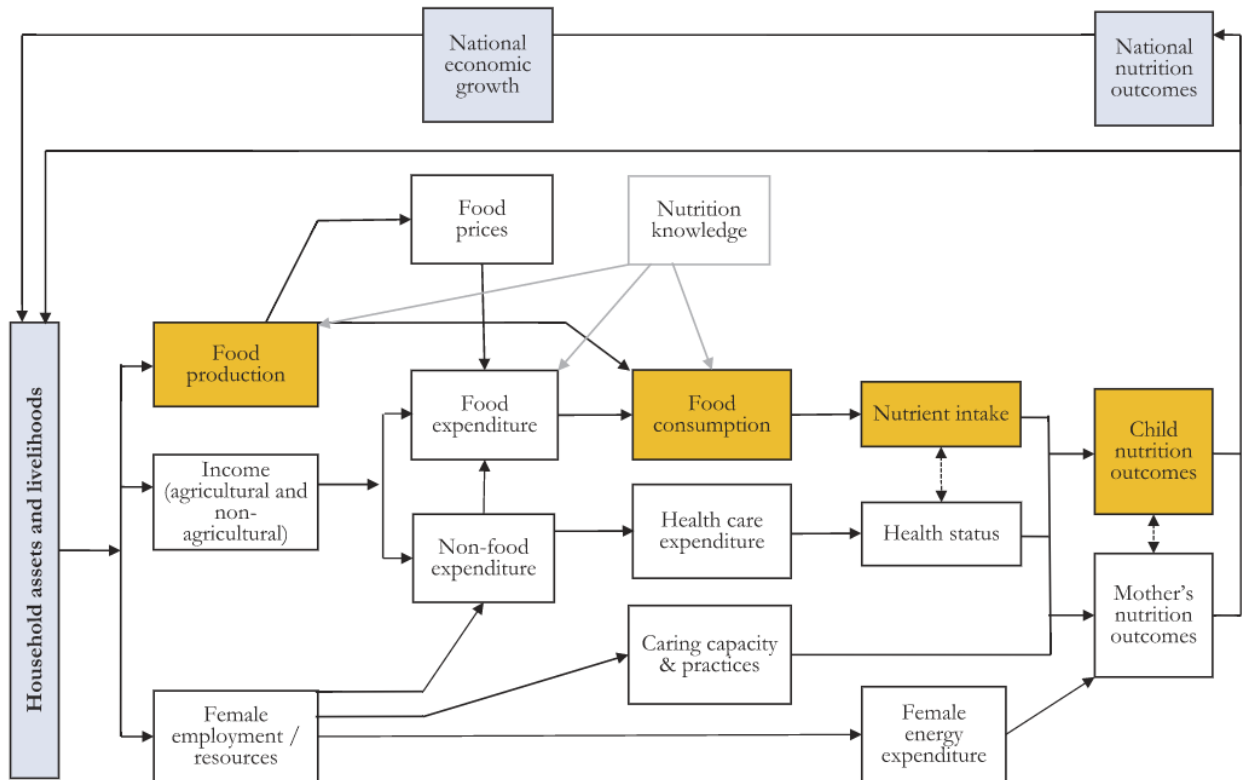 National
economic
growth
National
nutrition
outcomes
Food
prices
Nutrition
knowledge
Household assets and livelihoods
Food
production
Food
expenditure
Food
consumption
Nutrient intake
Child
nutrition
outcomes
Income
(agricultural and
non-
agricultural)
Non-food
expenditure
Health care
expenditure
Health status
Mother's
nutrition
outcomes
Caring capacity
& practices
Female
employment /
resources
Female
energy
expenditure